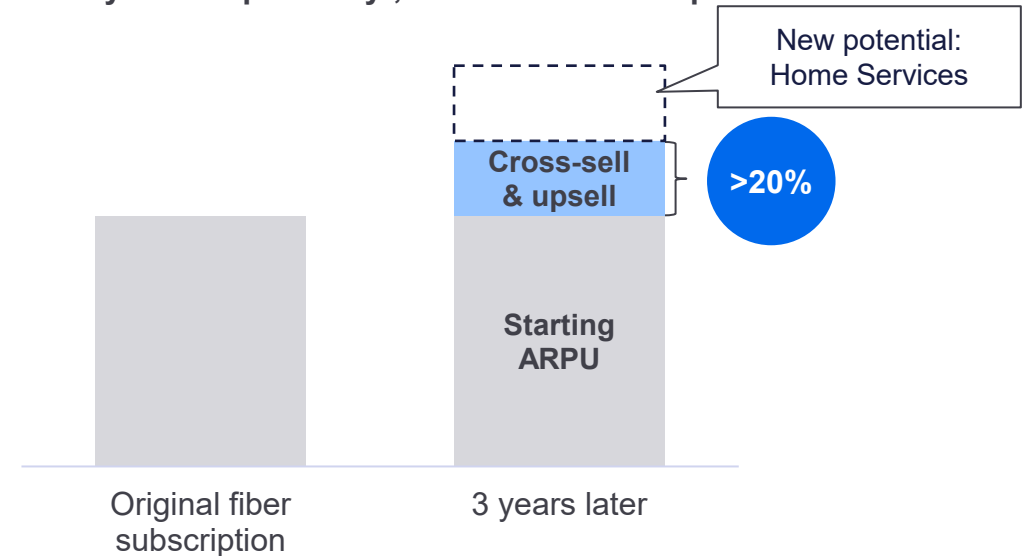 New potential:
Home Services
Cross-sell
& upsell
>20%
Starting
ARPU
Original fiber
subscription
3 years later